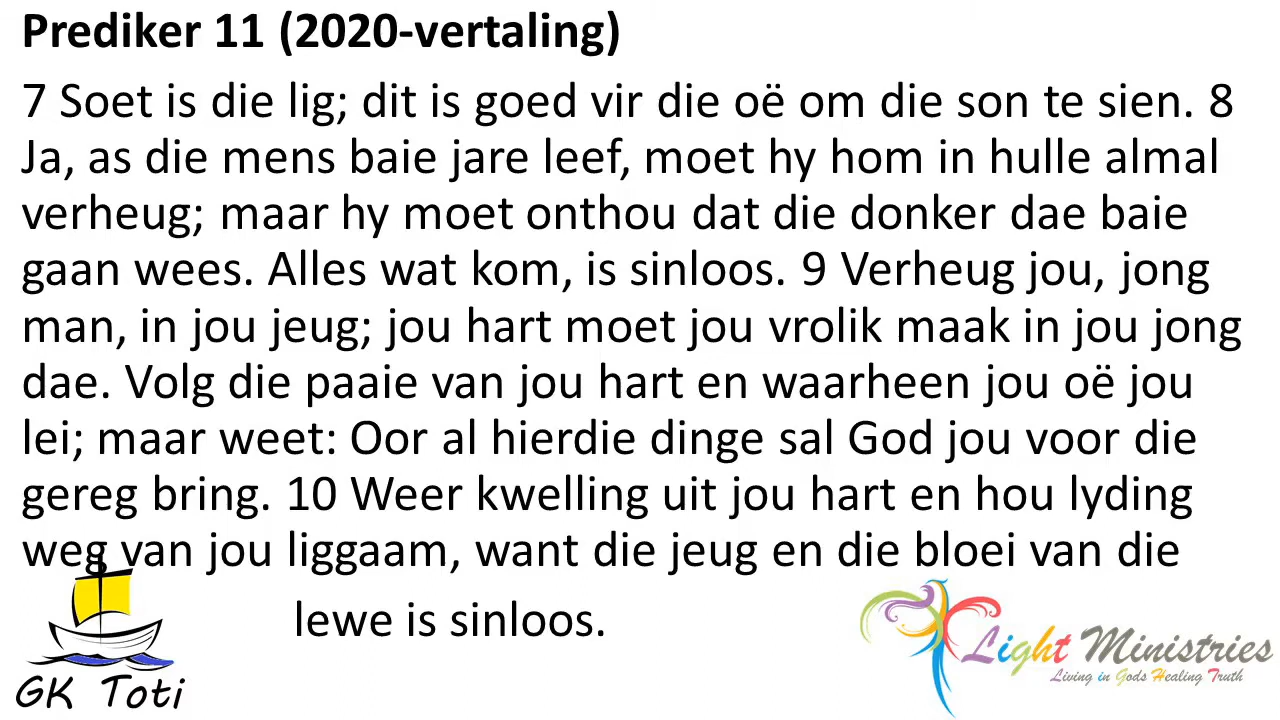 Prediker 11 (2020-vertaling)
7 Soet is die lig; dit is goed vir die oë om die son te sien. 8
Ja, as die mens baie jare leef, moet hy hom in hulle almal
verheug; maar hy moet onthou dat die donker dae baie
gaan wees. Alles wat kom, is sinloos. 9 Verheug jou, jong
man, in jou jeug; jou hart moet jou vrolik maak in jou jong
dae. Volg die paaie van jou hart en waarheen jou oë jou
lei; maar weet: Oor al hierdie dinge sal God jou voor die
gereg bring. 10 Weer kwelling uit jou hart en hou lyding
weg van jou liggaam, want die jeug en die bloei van die
lewe is sinloos.
GK Toti
Light Ministries
Living in Gods Healing Truth